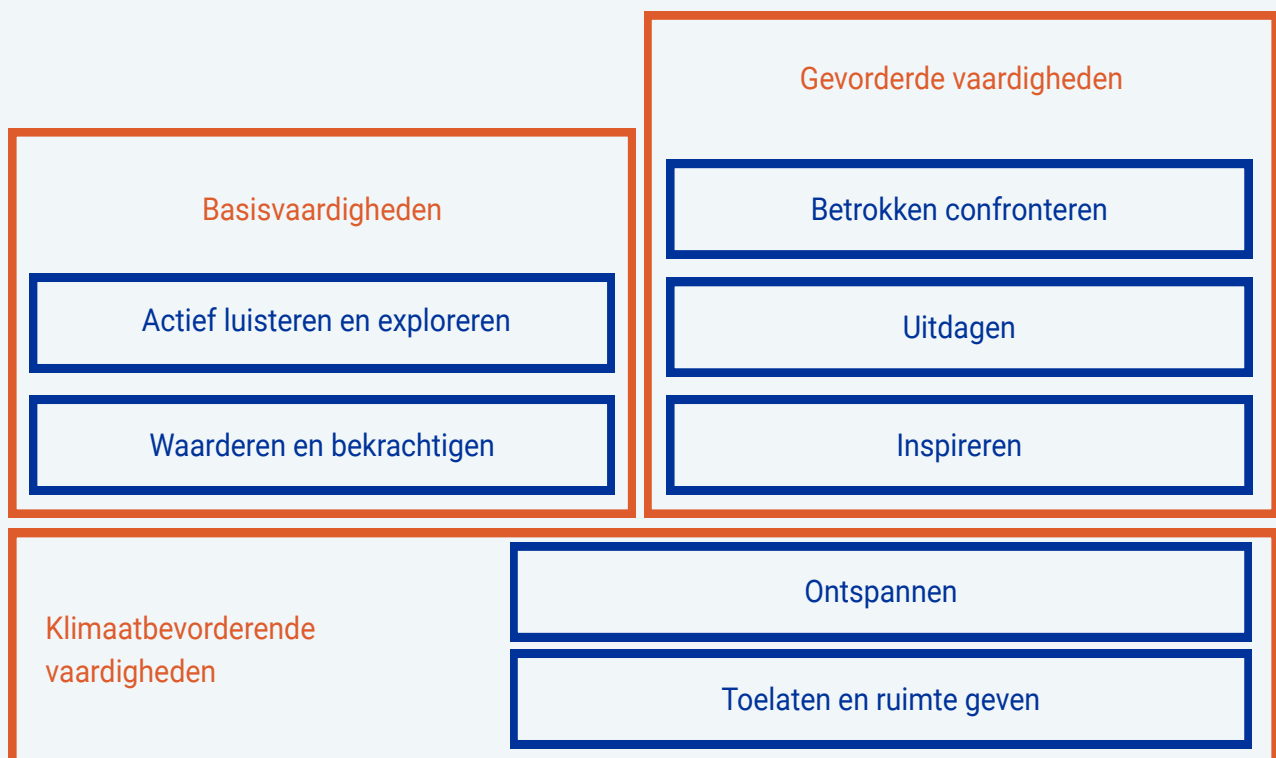 Basisvaardigheden
Actief luisteren en exploreren
Waarderen en bekrachtigen
Gevorderde vaardigheden
Betrokken confronteren
Uitdagen
Inspireren
Klimaatbevorderende
vaardigheden
Ontspannen
Toelaten en ruimte geven